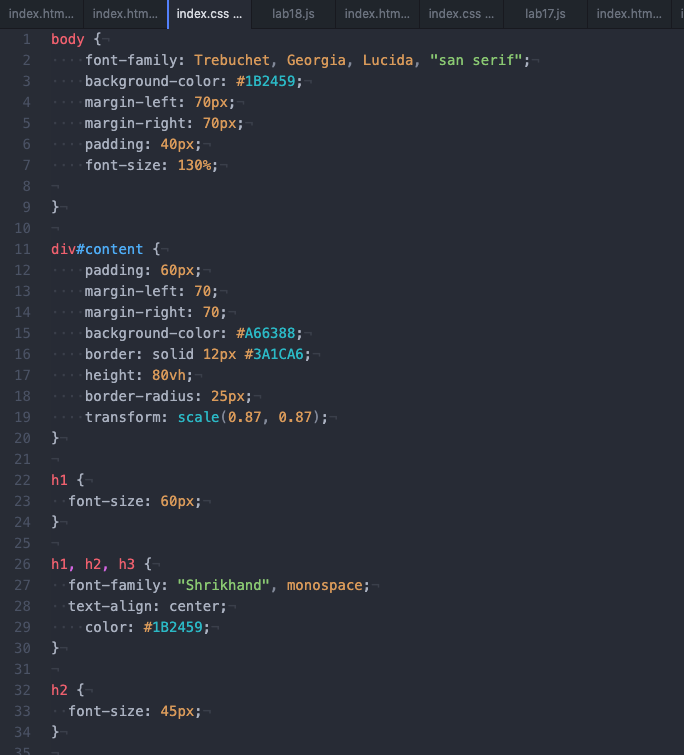 index.htm... index.htm... index.css ... lab18.js index.htm... index.css ... lab17.js index.htm...
1 body {
2 font-family: Trebuchet, Georgia, Lucida, "san serif";
3 background-color: #1B2459;
4 margin-left: 70px;
5 margin-right: 70px;
6 padding: 40px;
7 font-size: 130%;
8
9 }
10
11 div#content {
12 padding: 60px;
13 margin-left: 70;
14 margin-right: 70;
15 background-color: #A66388;
16 border: solid 12px #3A1CA6;
17 height: 80vh;
18 border-radius: 25px;
19 transform: scale(0.87, 0.87);
20 }
21
22 h1 {
23 font-size: 60px;
24 }
25
26 h1, h2, h3 {
27 font-family: "Shrikhand", monospace;
28 text-align: center;
29 color: #1B2459;
30 }
31
32 h2 {
33 font-size: 45px;
34 }
35